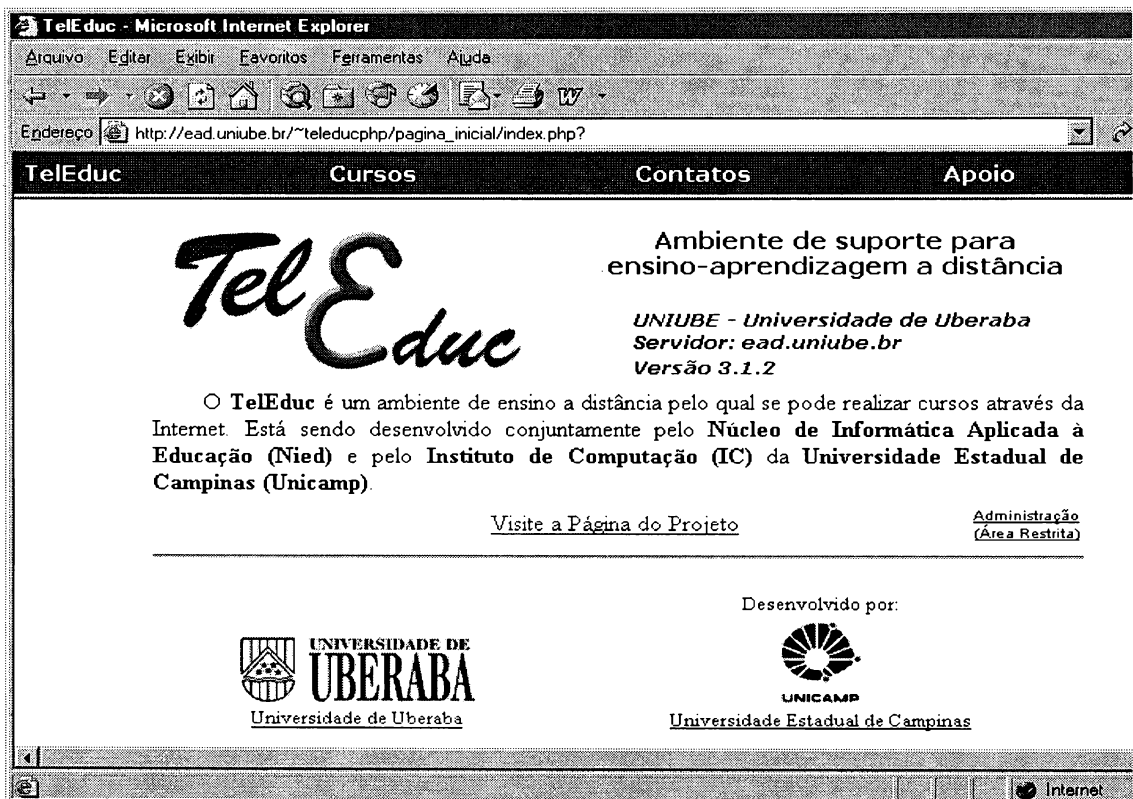 TelEduc - Microsoft Internet Explorer
Arquivo Editar Exibir Favoritos Ferramentas Ajuda
Endereço http://ead.uniube.br/~teleducphp/pagina_inicial/index.php?
TelEduc Cursos Contatos Apoio
TelEduc
Ambiente de suporte para
ensino-aprendizagem a distância
UNIUBE - Universidade de Uberaba
Servidor: ead.uniube.br
Versão 3.1.2
O TelEduc é um ambiente de ensino a distância pelo qual se pode realizar cursos através da
Internet. Está sendo desenvolvido conjuntamente pelo Núcleo de Informática Aplicada à
Educação (Nied) e pelo Instituto de Computação (IC) da Universidade Estadual de
Campinas (Unicamp).
Visite a Página do Projeto
Administração
(Área Restrita)
Desenvolvido por:
UNIVERSIDADE DE
UBERABA
Universidade de Uberaba
UNICAMP
Universidade Estadual de Campinas
Internet